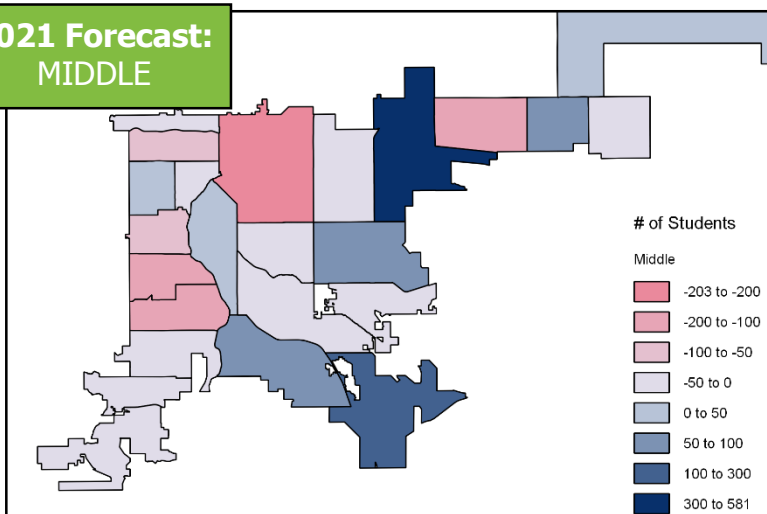 021 Forecast:
MIDDLE
# of Students
Middle
-203 to -200
-200 to -100
-100 to -50
-50 to 0
0 to 50
50 to 100
100 to 300
300 to 581